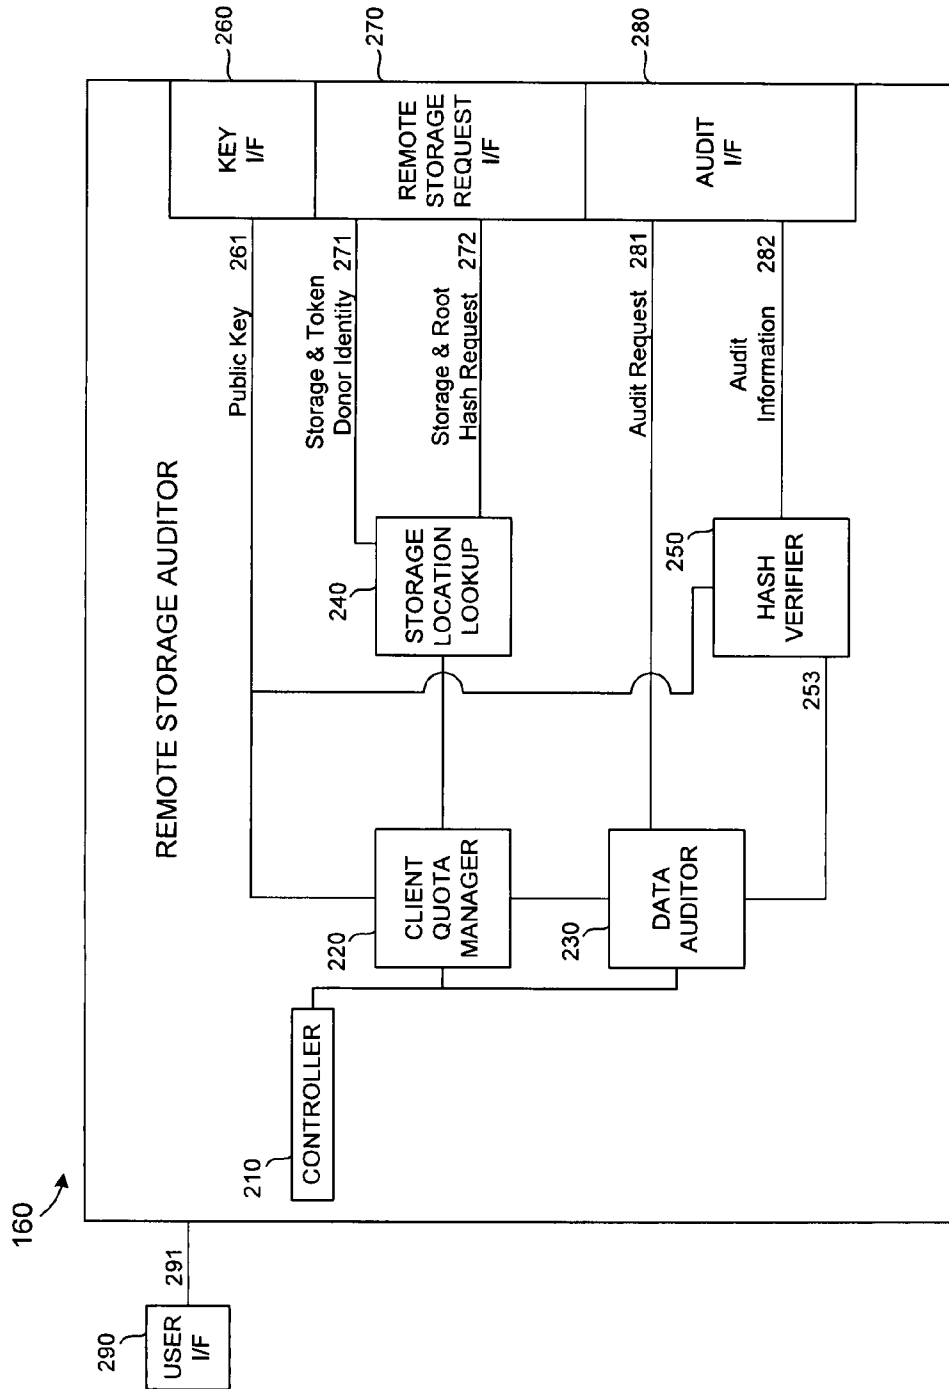 160
REMOTE STORAGE AUDITOR
290
USER
I/F
291
210
CONTROLLER
220
CLIENT
QUOTA
MANAGER
230
DATA
AUDITOR
240
STORAGE
LOCATION
LOOKUP
250
HASH
VERIFIER
253
Public Key
261
Storage & Token
Donor Identity
271
Storage & Root
Hash Request
272
Audit Request
281
Audit
Information
282
KEY
I/F
260
REMOTE
STORAGE
REQUEST
I/F
270
AUDIT
I/F
280